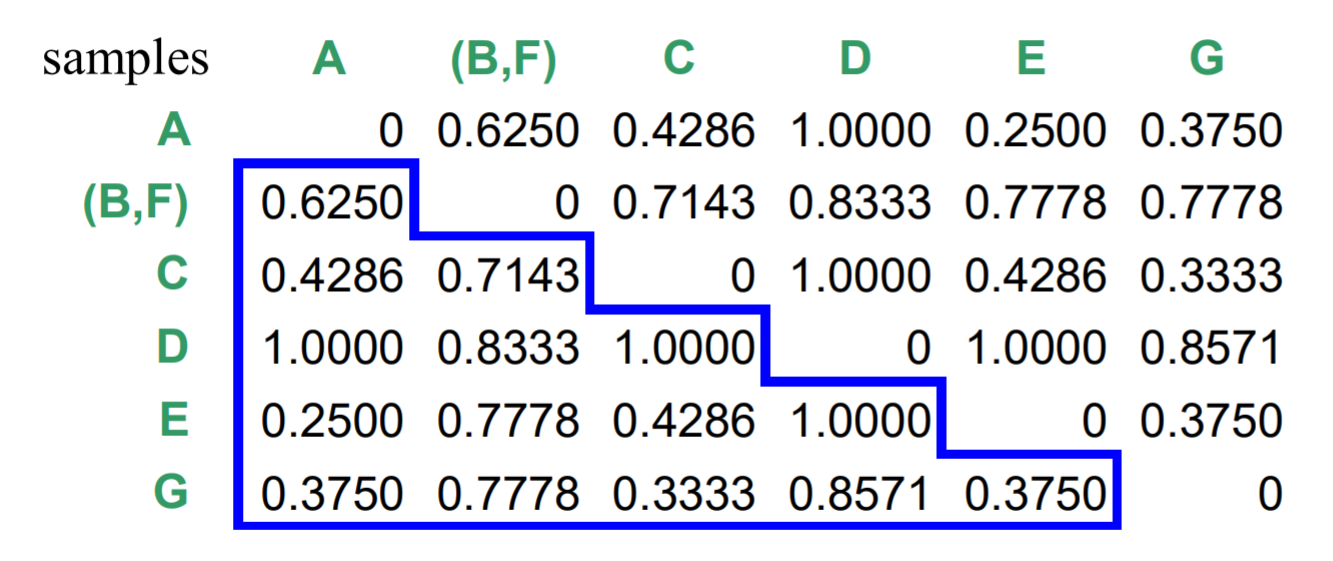 samples A (B,F) C D E G
A 0 0.6250 0.4286 1.0000 0.2500 0.3750
(B,F) 0.6250 0 0.7143 0.8333 0.7778 0.7778
C 0.4286 0.7143 0 1.0000 0.4286 0.3333
D 1.0000 0.8333 1.0000 0 1.0000 0.8571
E 0.2500 0.7778 0.4286 1.0000 0 0.3750
G 0.3750 0.7778 0.3333 0.8571 0.3750 0